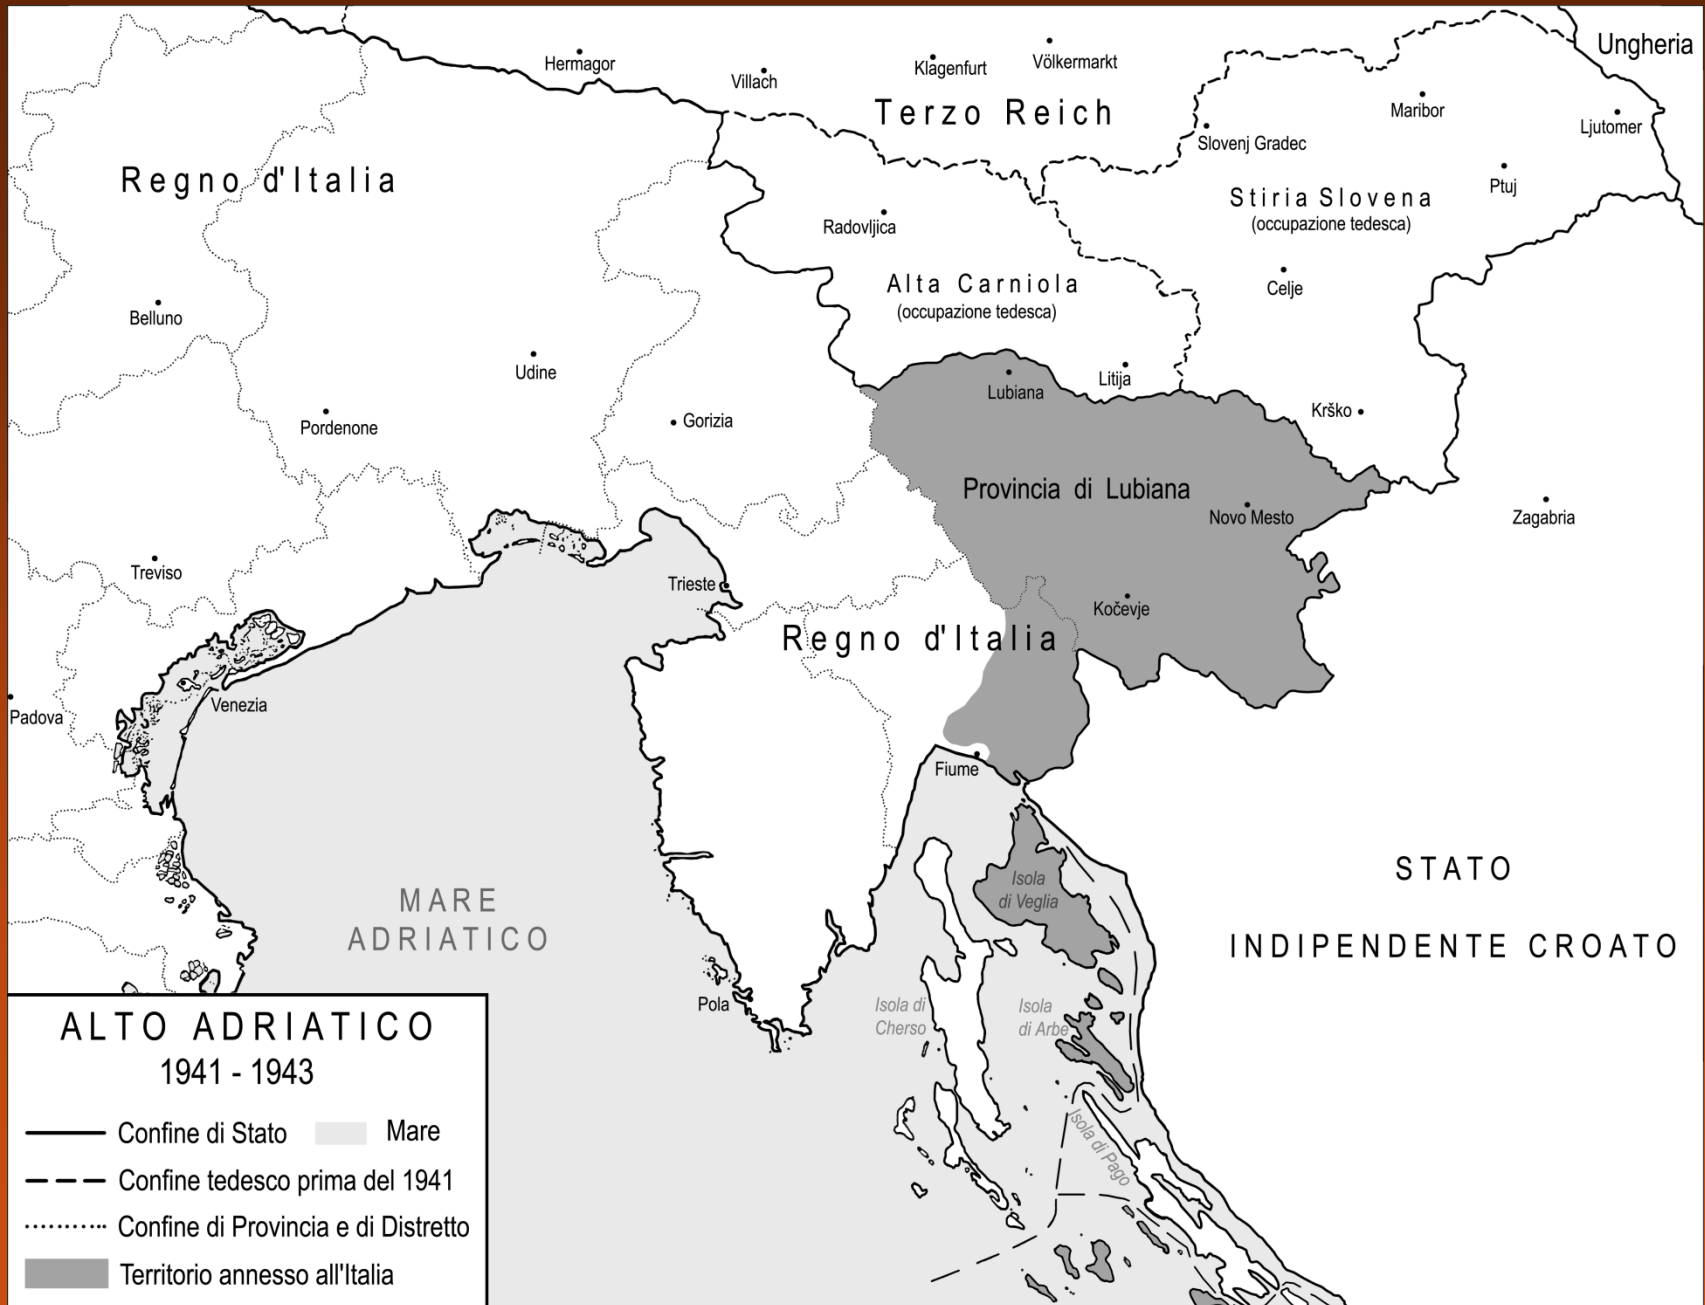 Ungheria
Hermagor
Villach
Klagenfurt
Völkermarkt
Terzo Reich
Maribor
Ljutomer
Slovenj Gradec
Regno d'Italia
Ptuj
Stiria Slovena
(occupazione tedesca)
Radovljica
Alta Carniola
(occupazione tedesca)
Celje
Belluno
Udine
Lubiana
Litija
Krško
Pordenone
Gorizia
Provincia di Lubiana
Novo Mesto
Zagabria
Treviso
Trieste
Kočevje
Regno d'Italia
Padova
Venezia
Fiume
STATO
INDIPENDENTE CROATO
Isola
di Veglia
MARE
ADRIATICO
Pola
Isola di
Cherso
Isola
di Arbe
Isola di Pago
ALTO ADRIATICO
1941 - 1943
Confine di Stato
Mare
Confine tedesco prima del 1941
Confine di Provincia e di Distretto
Territorio annesso all'Italia